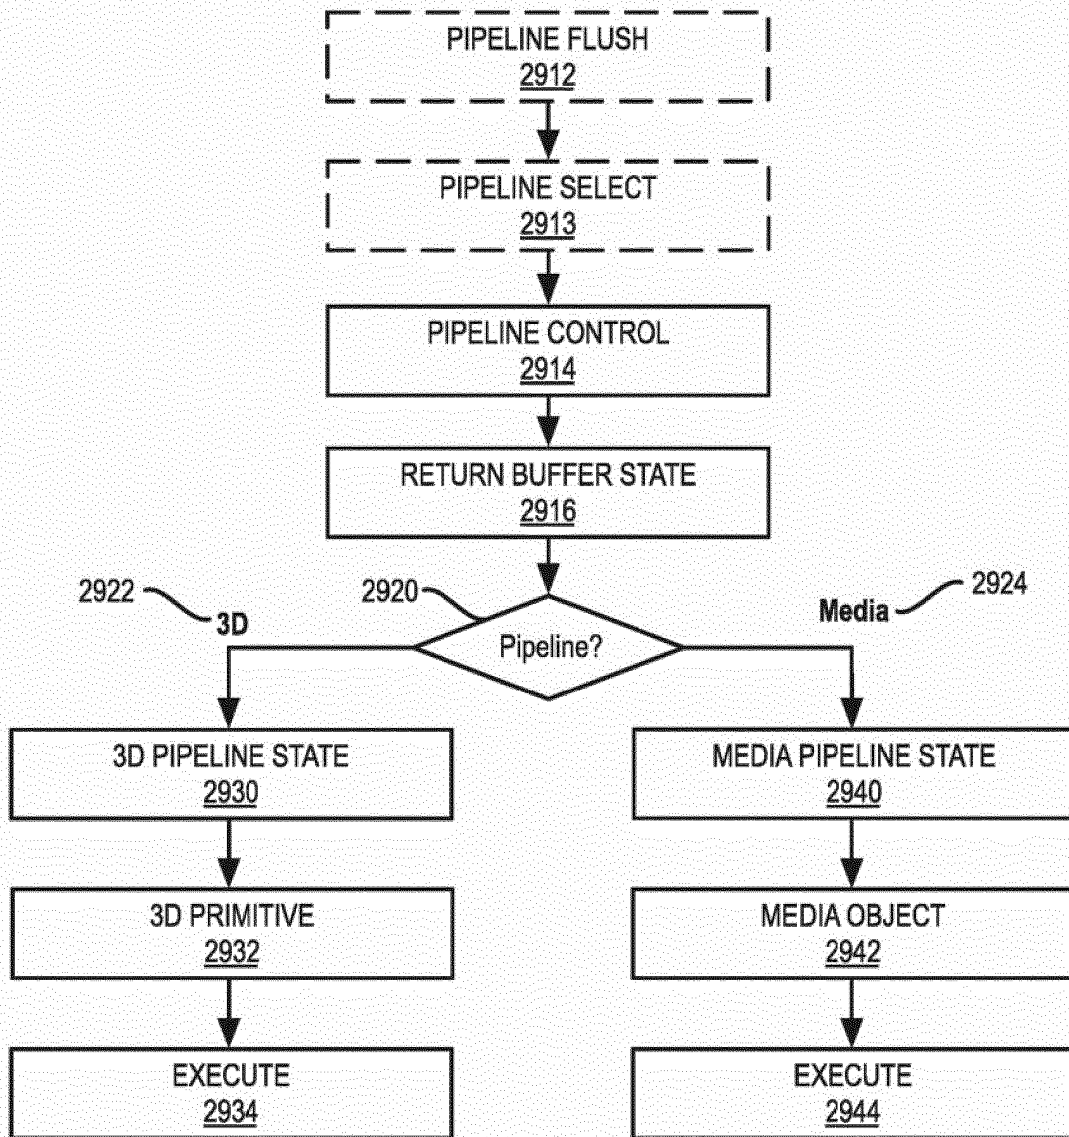 PIPELINE FLUSH
2912
PIPELINE SELECT
2913
PIPELINE CONTROL
2914
RETURN BUFFER STATE
2916
2922
3D
2920
Pipeline?
Media
2924
3D PIPELINE STATE
2930
MEDIA PIPELINE STATE
2940
3D PRIMITIVE
2932
MEDIA OBJECT
2942
EXECUTE
2934
EXECUTE
2944